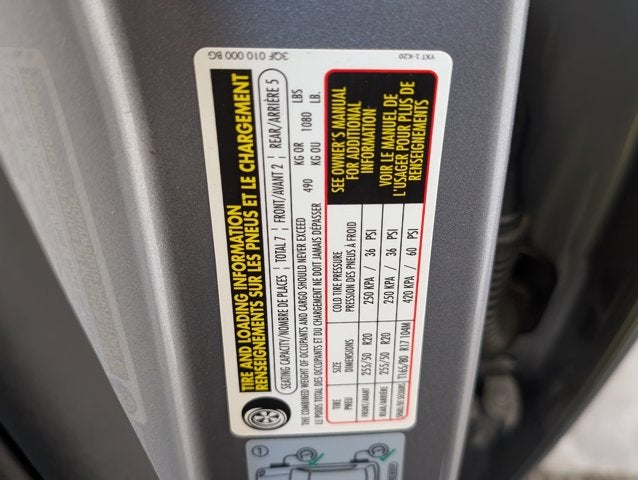 3QF 010 000 BG
YXT 1-K20
TIRE AND LOADING INFORMATION
RENSEIGNEMENTS SUR LES PNEUS ET LE CHARGEMENT
SEATING CAPACITY/NOMBRE DE PLACES TOTAL 7 FRONT/AVANT 2 REAR/ARRIÈRE 5
THE COMBINED WEIGHT OF OCCUPANTS AND CARGO SHOULD NEVER EXCEED 490 KG OR 1080 LBS
LE POIDS TOTAL DES OCCUPANTS ET DU CHARGEMENT NE DOIT JAMAIS DÉPASSER KG OU LB.
TIRE SIZE COLD TIRE PRESSURE
PNEU DIMENSIONS PRESSION DES PNEUS À FROID
FRONT/AVANT 255/50 R20 250 KPA / 36 PSI
REAR/ARRIÈRE 255/50 R20 250 KPA / 36 PSI
SPARE/DE SECOURS T165/80 R17 104M 420 KPA / 60 PSI
SEE OWNER'S MANUAL
FOR ADDITIONAL
INFORMATION
VOIR LE MANUEL DE
L'USAGER POUR PLUS DE
RENSEIGNEMENTS
1